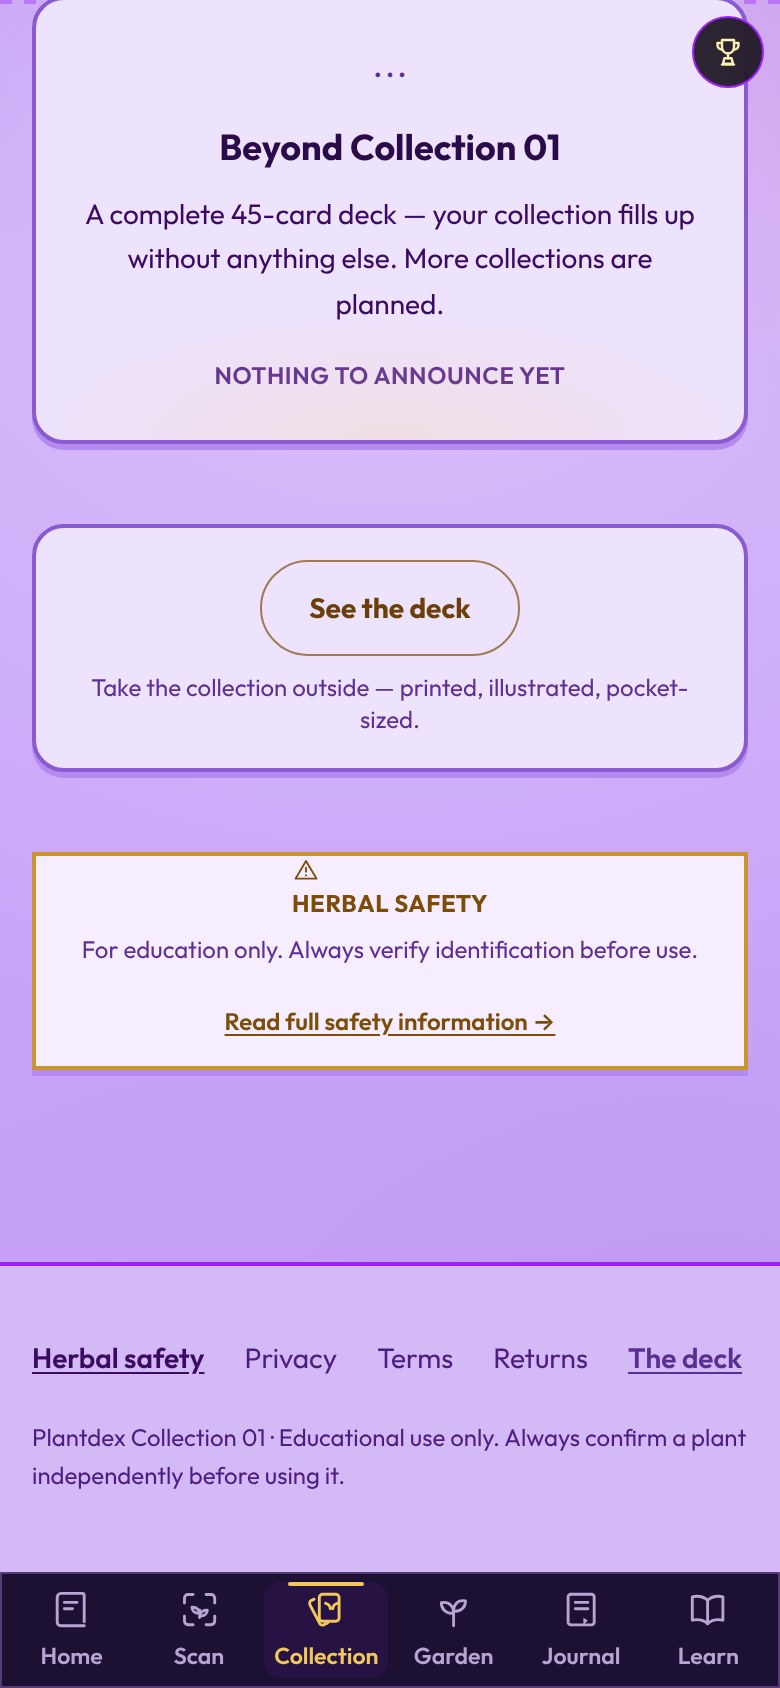 ...
Beyond Collection 01
A complete 45-card deck — your collection fills up
without anything else. More collections are
planned.
NOTHING TO ANNOUNCE YET
See the deck
Take the collection outside — printed, illustrated, pocket-
sized.
HERBAL SAFETY
For education only. Always verify identification before use.
Read full safety information →
Herbal safety Privacy Terms Returns The deck
Plantdex Collection 01 · Educational use only. Always confirm a plant
independently before using it.
Home Scan Collection Garden Journal Learn